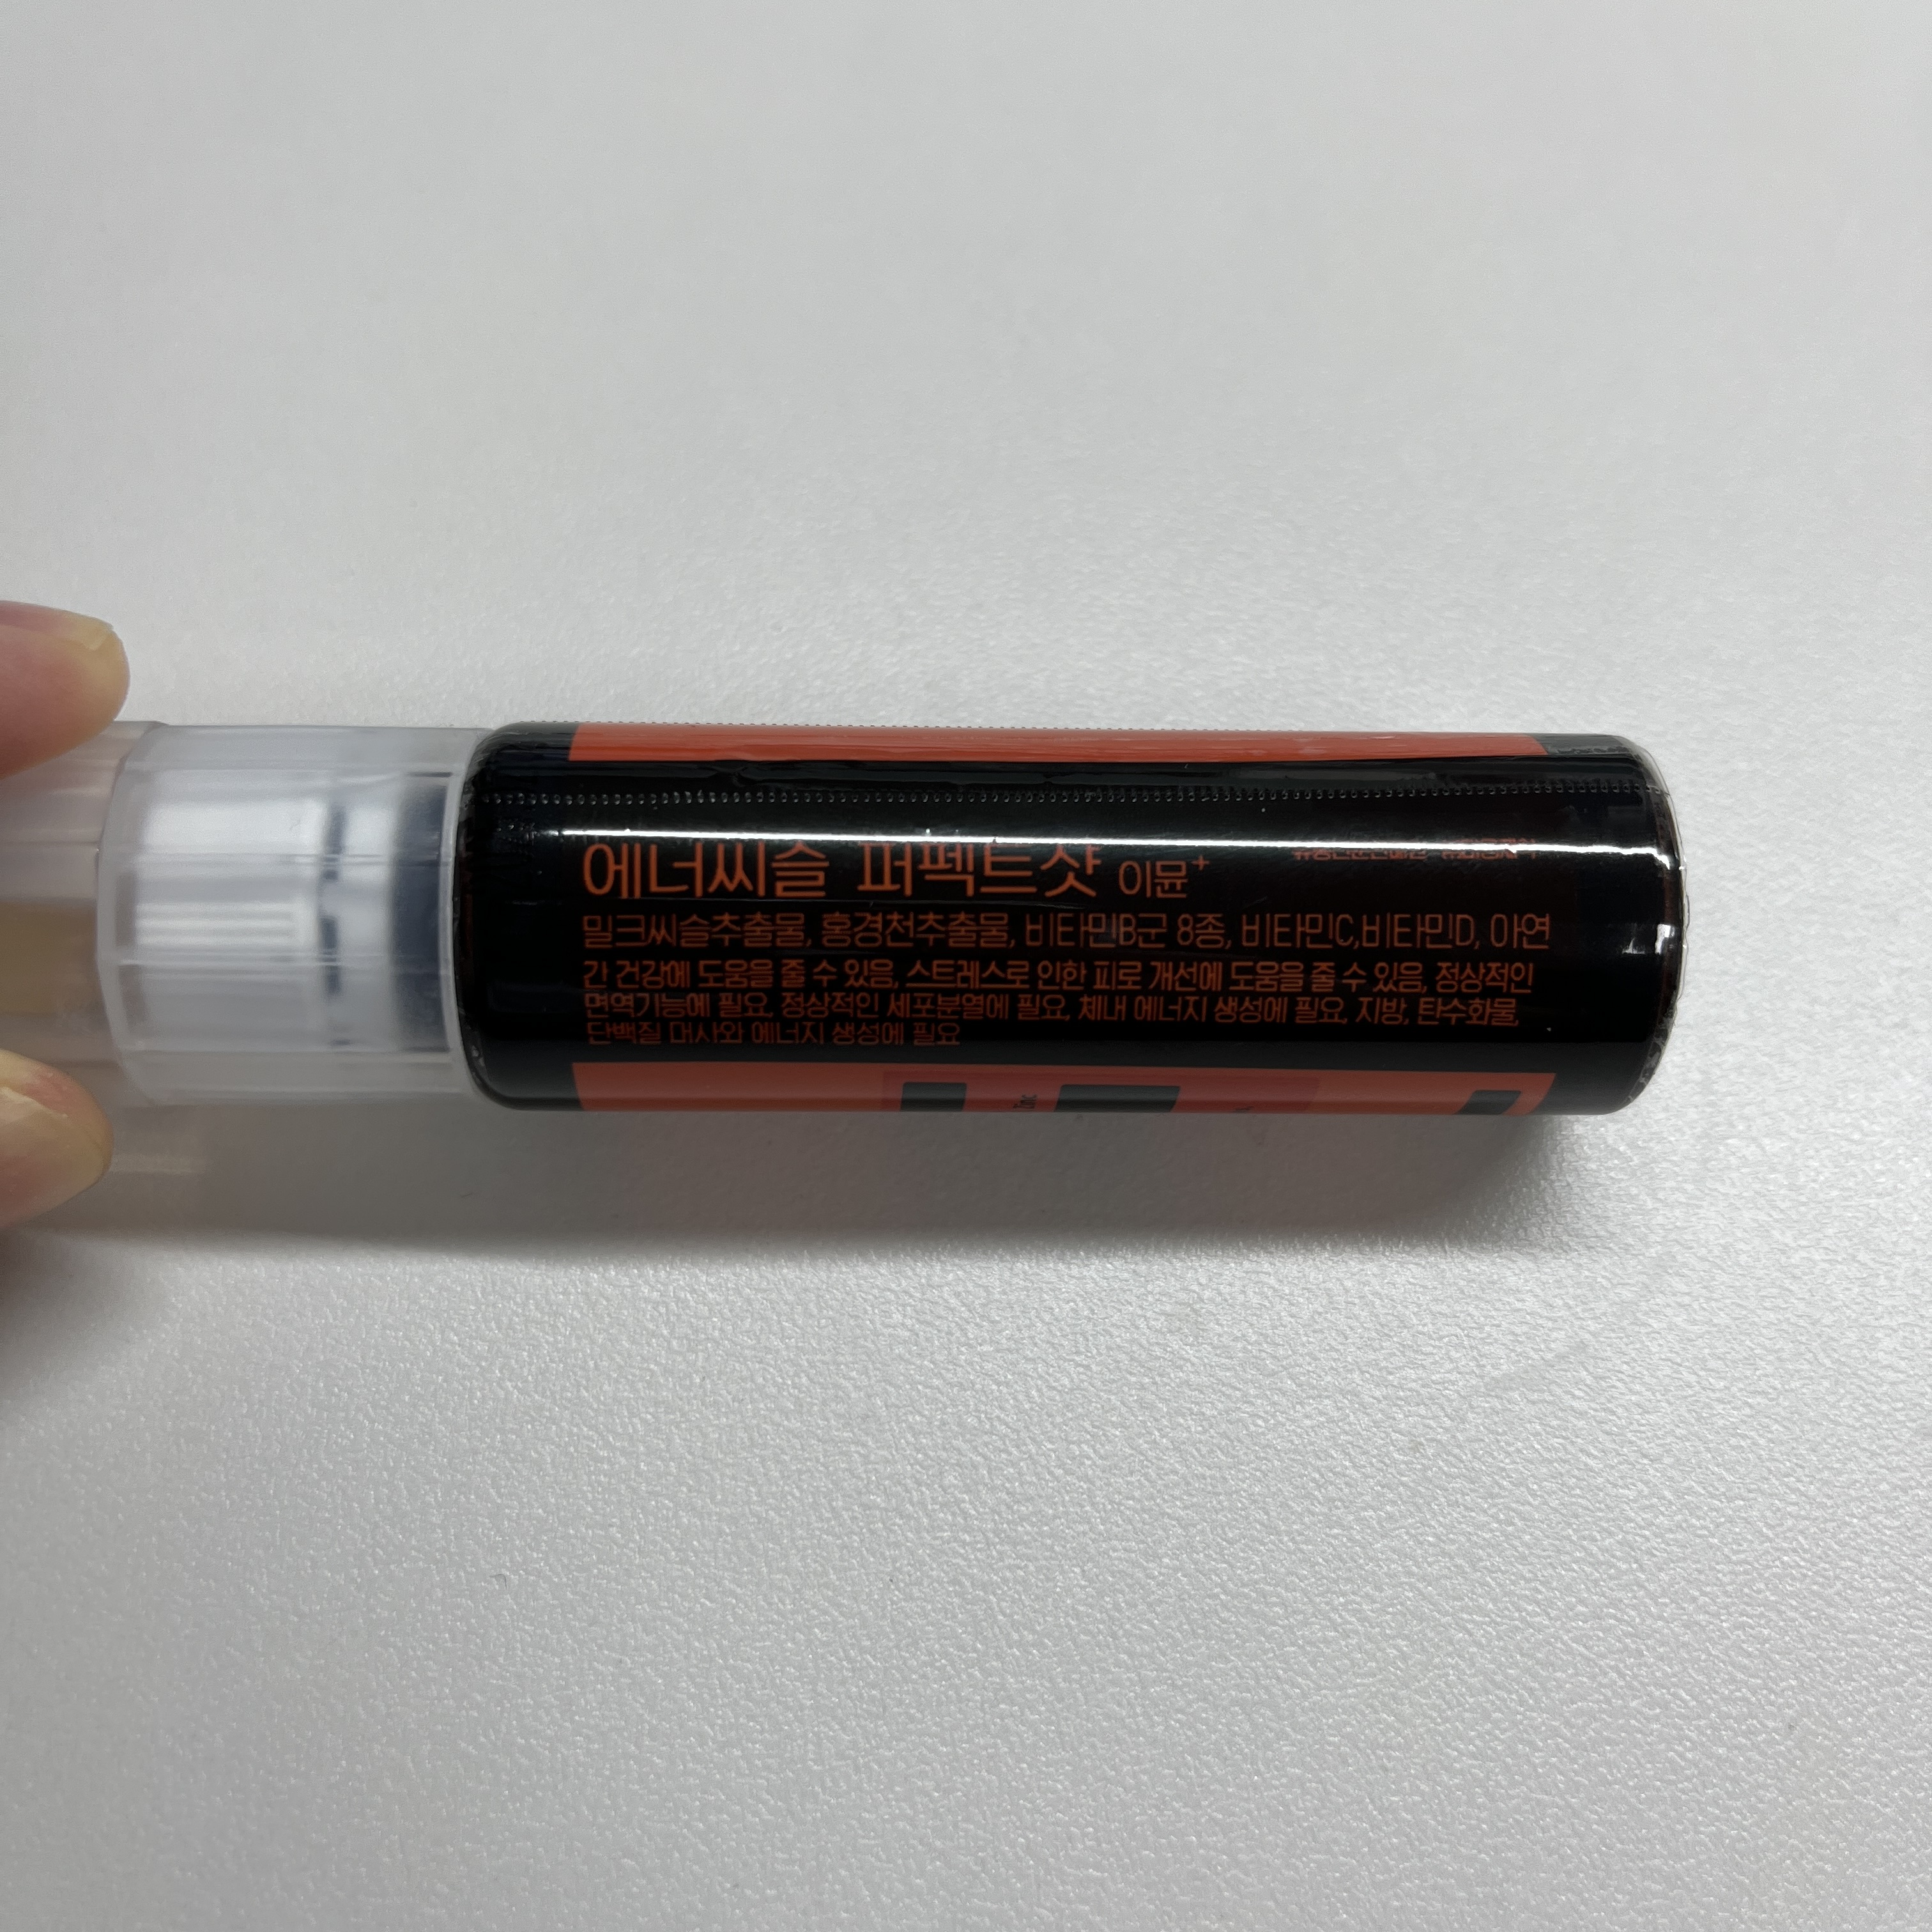 에너씨슬 퍼펙트샷 이뮨+
밀크씨슬추출물, 홍경천추출물, 비타민B군 8종, 비타민C,비타민D, 아연
간 건강에 도움을 줄 수 있음, 스트레스로 인한 피로 개선에 도움을 줄 수 있음, 정상적인
면역기능에 필요, 정상적인 세포분열에 필요, 체내 에너지 생성에 필요, 지방, 탄수화물,
단백질 대사와 에너지 생성에 필요
Zinc